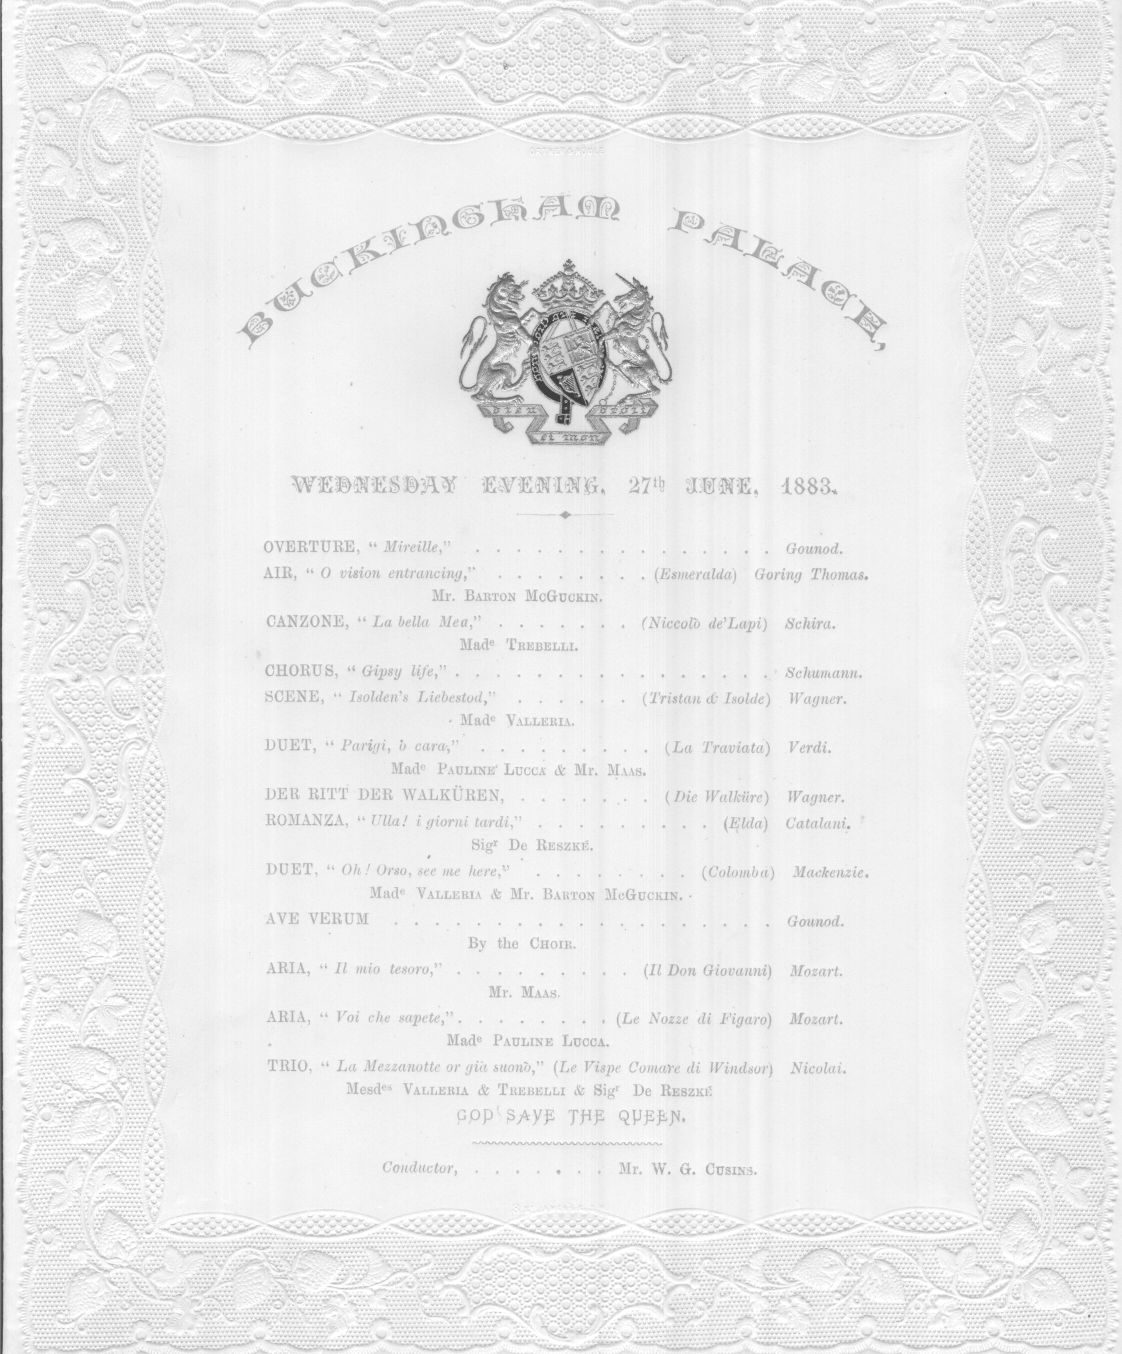 BUCKINGHAM PALACE,
DIEU ET MON DROIT
WEDNESDAY EVENING, 27th JUNE, 1883.
OVERTURE, "Mireille," . . . . . . . . . . . . . . . Gounod.
AIR, "O vision entrancing," . . . . . . . . (Esmeralda) Goring Thomas.
Mr. BARTON MCGUCKIN.
CANZONE, "La bella Mea," . . . . . . . (Niccolò de'Lapi) Schira.
Made TREBELLI.
CHORUS, "Gipsy life," . . . . . . . . . . . . . . . . Schumann.
SCENE, "Isolden's Liebestod," . . . . . . (Tristan & Isolde) Wagner.
Made VALLERIA.
DUET, "Parigi, ò cara," . . . . . . . . . (La Traviata) Verdi.
Made PAULINE LUCCA & Mr. MAAS.
DER RITT DER WALKÜREN, . . . . . . . (Die Walküre) Wagner.
ROMANZA, "Ulla! i giorni tardi," . . . . . . . . . (Elda) Catalani.
Sigr DE RESZKÉ.
DUET, "Oh! Orso, see me here," . . . . . . . . (Colomba) Mackenzie.
Made VALLERIA & Mr. BARTON MCGUCKIN.
AVE VERUM . . . . . . . . . . . . . . . . . . . Gounod.
By the CHOIR.
ARIA, "Il mio tesoro," . . . . . . . . . (Il Don Giovanni) Mozart.
Mr. MAAS.
ARIA, "Voi che sapete," . . . . . . . . (Le Nozze di Figaro) Mozart.
Made PAULINE LUCCA.
TRIO, "La Mezzanotte or già suonò," (Le Vispe Comare di Windsor) Nicolai.
Mesdes VALLERIA & TREBELLI & Sigr DE RESZKÉ
GOD SAVE THE QUEEN.
Conductor, . . . . . . . Mr. W. G. CUSINS.